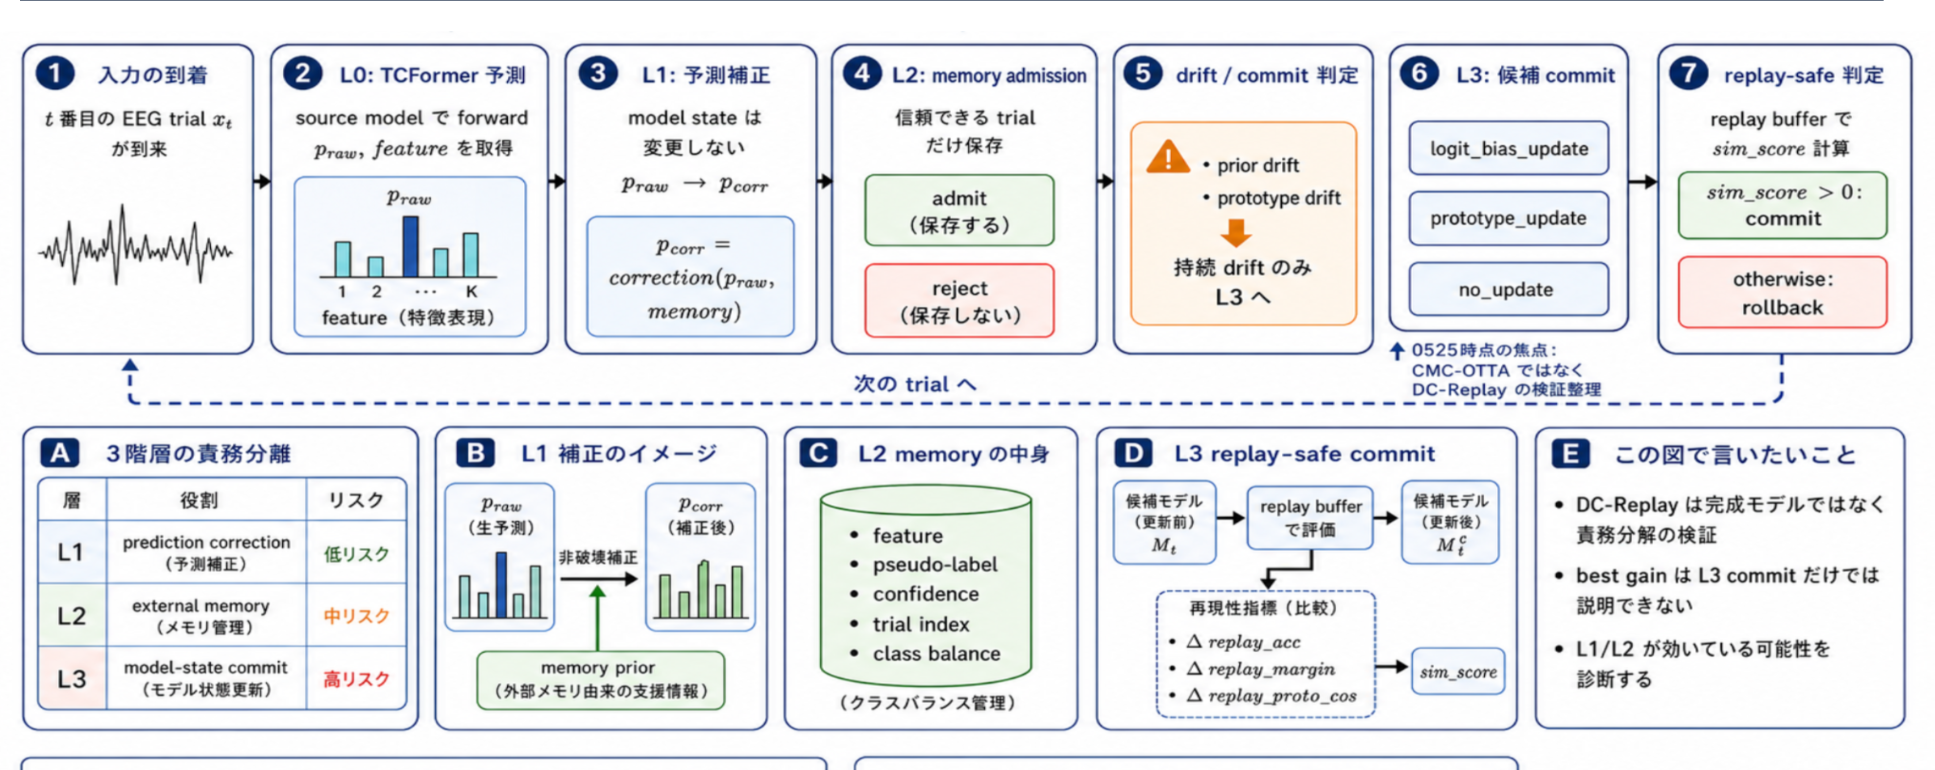 1 入力の到着
t 番目の EEG trial xₜ
が到来
2 L0: TCFormer 予測
source model で forward
p_raw, feature を取得
p_raw
1 2 ··· K
feature（特徴表現）
3 L1: 予測補正
model state は
変更しない
p_raw → p_corr
p_corr =
correction(p_raw,
memory)
4 L2: memory admission
信頼できる trial
だけ保存
admit
（保存する）
reject
（保存しない）
5 drift / commit 判定
• prior drift
• prototype drift
持続 drift のみ
L3 へ
6 L3: 候補 commit
logit_bias_update
prototype_update
no_update
0525時点の焦点:
CMC-OTTA ではなく
DC-Replay の検証整理
7 replay-safe 判定
replay buffer で
sim_score 計算
sim_score > 0:
commit
otherwise:
rollback
次の trial へ
A 3階層の責務分離
層 役割 リスク
L1 prediction correction
（予測補正） 低リスク
L2 external memory
（メモリ管理） 中リスク
L3 model-state commit
（モデル状態更新） 高リスク
B L1 補正のイメージ
p_raw
（生予測）
非破壊補正
p_corr
（補正後）
memory prior
（外部メモリ由来の支援情報）
C L2 memory の中身
• feature
• pseudo-label
• confidence
• trial index
• class balance
（クラスバランス管理）
D L3 replay-safe commit
候補モデル
（更新前）
Mₜ
replay buffer
で評価
候補モデル
（更新後）
Mₜᶜ
再現性指標（比較）
• Δ replay_acc
• Δ replay_margin
• Δ replay_proto_cos
sim_score
E この図で言いたいこと
• DC-Replay は完成モデルではなく
責務分解の検証
• best gain は L3 commit だけでは
説明できない
• L1/L2 が効いている可能性を
診断する